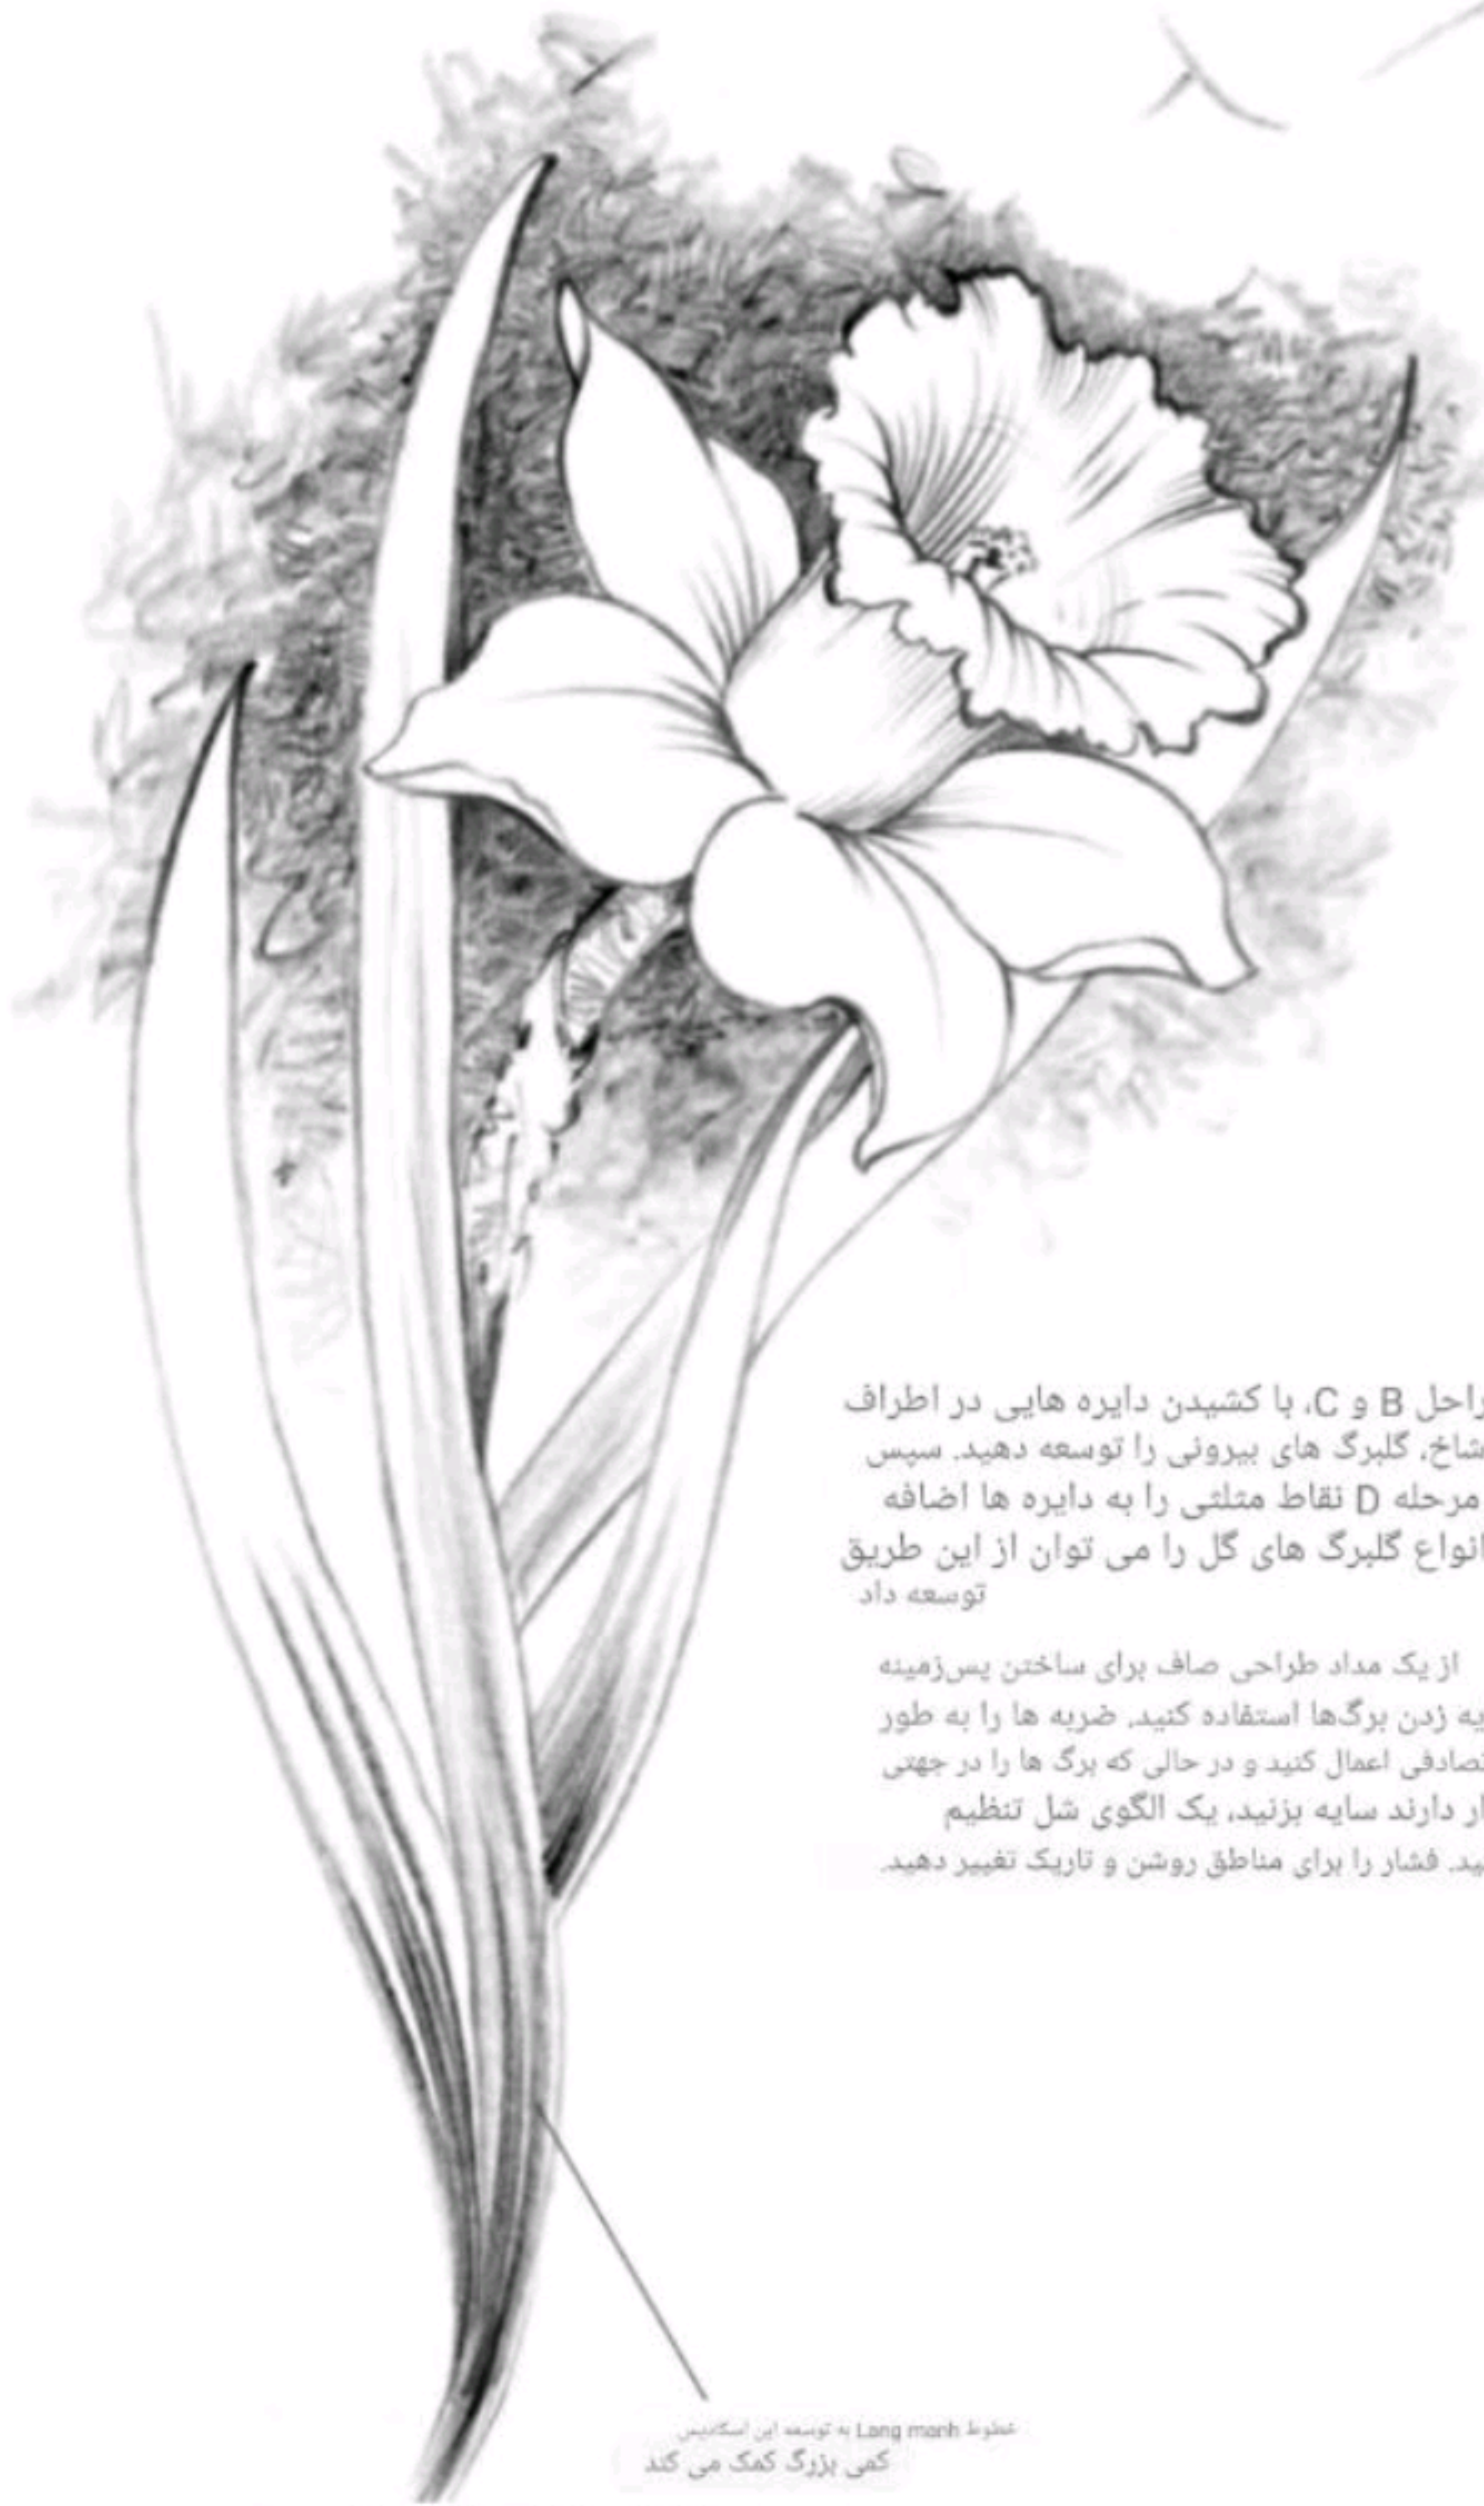 راحل B و C، با کشیدن دایره هایی در اطراف
شاخ، گلبرگ های بیرونی را توسعه دهید. سپس
مرحله D نقاط مثلثی را به دایره ها اضافه
انواع گلبرگ های گل را می توان از این طریق
توسعه داد
از یک مداد طراحی صاف برای ساختن پس‌زمینه
یه زدن برگ‌ها استفاده کنید. ضربه ها را به طور
تصادفی اعمال کنید و در حالی که برگ ها را در جهتی
ار دارند سایه بزنید، یک الگوی شل تنظیم
ید. فشار را برای مناطق روشن و تاریک تغییر دهید.
خطوط Lang manh به توسعه این
کمی بزرگ کمک می کند